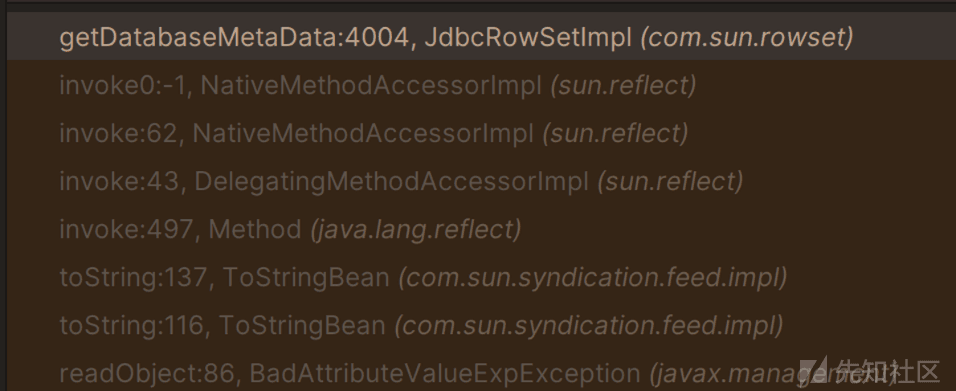 getDatabaseMetaData:4004, JdbcRowSetImpl (com.sun.rowset)
invoke0:-1, NativeMethodAccessorImpl (sun.reflect)
invoke:62, NativeMethodAccessorImpl (sun.reflect)
invoke:43, DelegatingMethodAccessorImpl (sun.reflect)
invoke:497, Method (java.lang.reflect)
toString:137, ToStringBean (com.sun.syndication.feed.impl)
toString:116, ToStringBean (com.sun.syndication.feed.impl)
readObject:86, BadAttributeValueExpException (javax.management)
先知社区